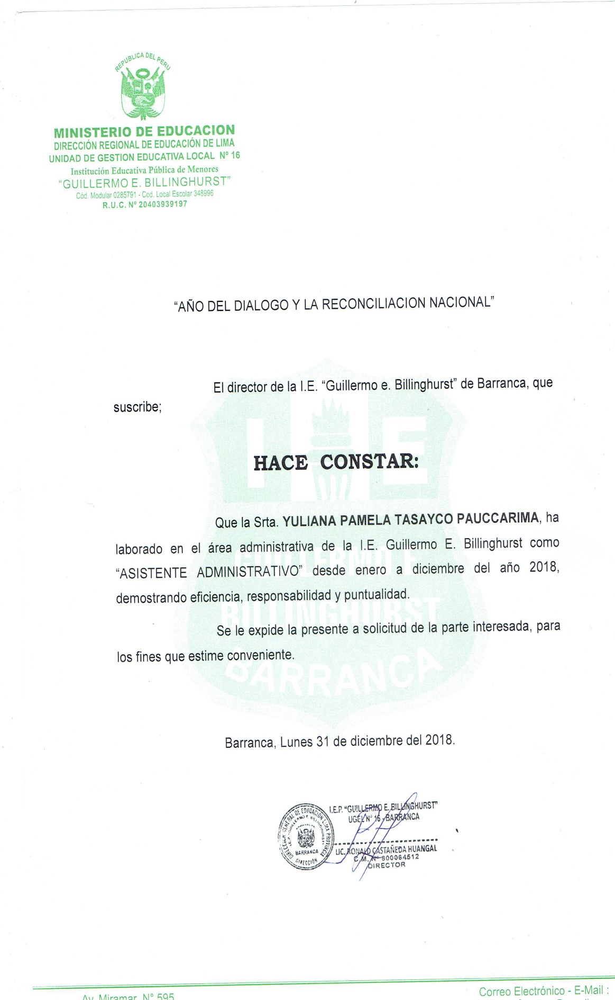 REPUBLICA DEL PERU
MINISTERIO DE EDUCACION
DIRECCIÓN REGIONAL DE EDUCACIÓN DE LIMA
UNIDAD DE GESTION EDUCATIVA LOCAL Nº 16
Institución Educativa Pública de Menores
“GUILLERMO E. BILLINGHURST”
Cód. Modular 0285791 - Cod. Local Escolar 348996
R.U.C. Nº 20403939197
“AÑO DEL DIALOGO Y LA RECONCILIACION NACIONAL”
El director de la I.E. “Guillermo e. Billinghurst” de Barranca, que
suscribe;
I E
HACE CONSTAR:
Que la Srta. YULIANA PAMELA TASAYCO PAUCCARIMA, ha
laborado en el área administrativa de la I.E. Guillermo E. Billinghurst como
“ASISTENTE ADMINISTRATIVO” desde enero a diciembre del año 2018,
demostrando eficiencia, responsabilidad y puntualidad.
Se le expide la presente a solicitud de la parte interesada, para
los fines que estime conveniente.
GUILLERMO E.
BILLINGHURST
BARRANCA
Barranca, Lunes 31 de diciembre del 2018.
DIRECCION GENERAL DE EDUCACIÓN LIMA PROVINCIA
I.E.P. "GUILLERMO E. BILLINGHURST"
BARRANCA
DIRECCIÓN
I.E.P. “GUILLERMO E. BILLINGHURST”
UGEL N° 16 - BARRANCA
LIC. RONALD CASTAÑEDA HUANGAL
C.M. N° 800064512
DIRECTOR
Av. Miramar N° 595
Correo Electrónico - E-Mail :